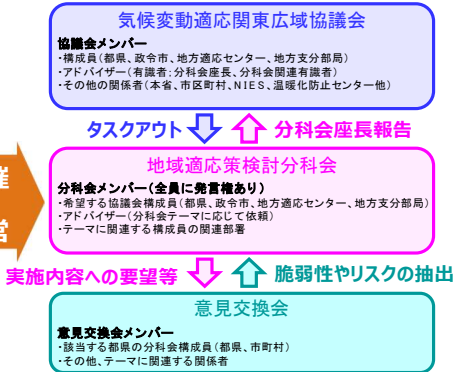 気候変動適応関東広域協議会
協議会メンバー
・構成員(都県、政令市、地方適応センター、地方支分部局)
・アドバイザー(有識者:分科会座長、分科会関連有識者)
・その他の関係者(本省、市区町村、NIES、温暖化防止センター他)
タスクアウト 分科会座長報告
地域適応策検討分科会
分科会メンバー(全員に発言権あり)
・希望する協議会構成員(都県、政令市、地方適応センター、地方支分部局)
・アドバイザー(分科会テーマに応じて依頼)
・テーマに関連する構成員の関連部署
催
営
実施内容への要望等 脆弱性やリスクの抽出
意見交換会
意見交換会メンバー
・該当する都県の分科会構成員(都県、市町村)
・その他、テーマに関連する関係者